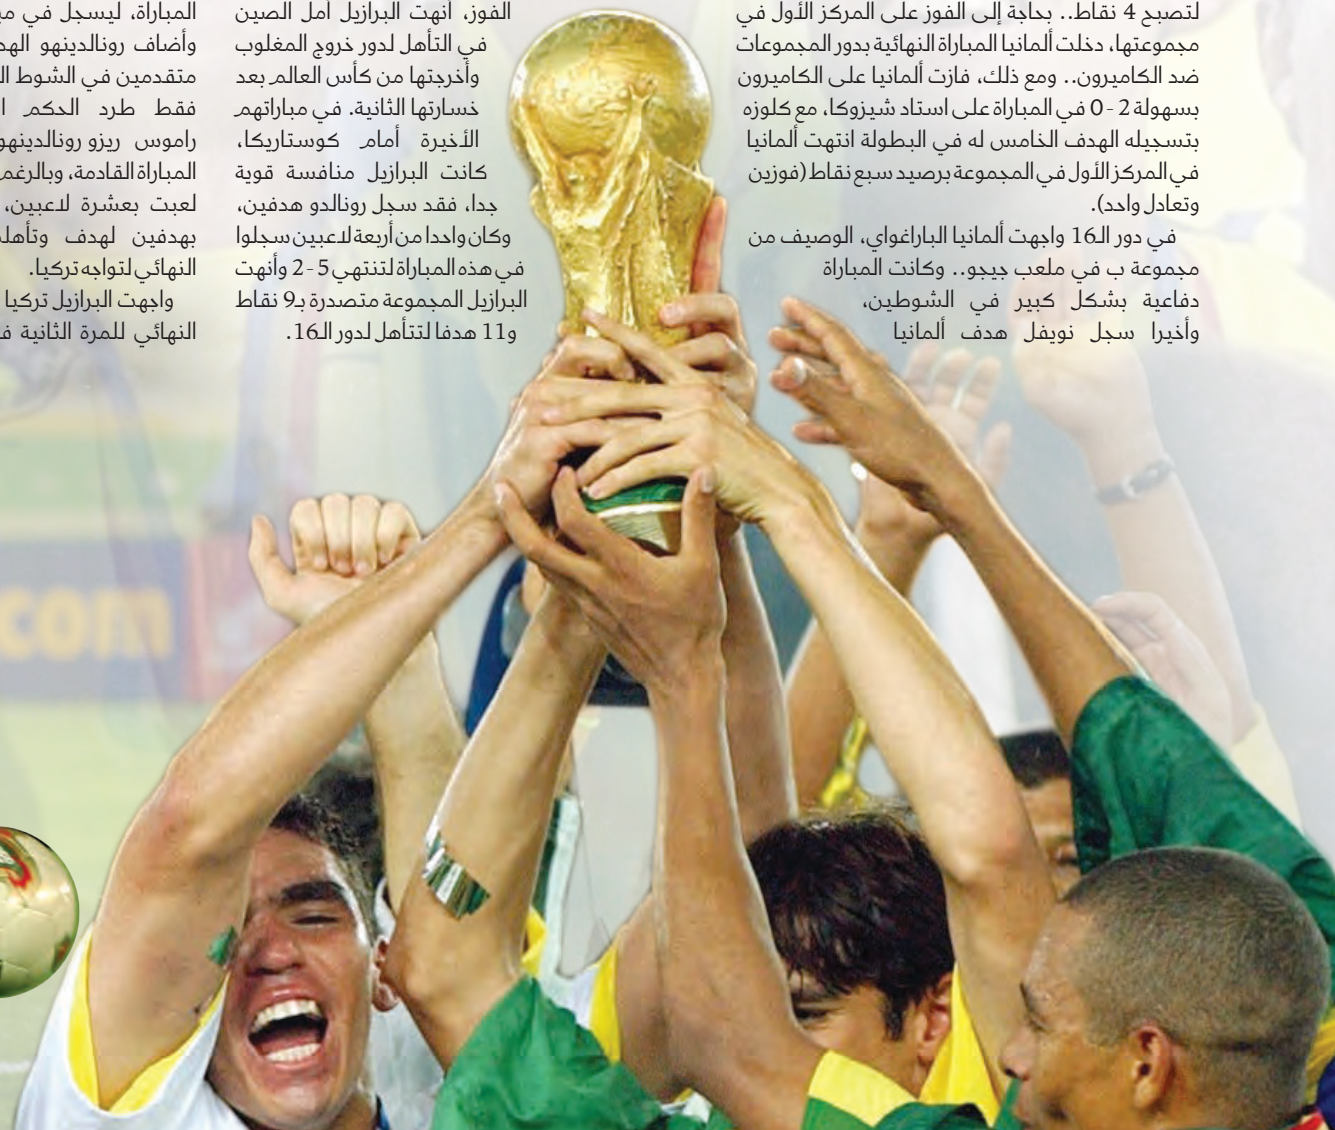 لتصبح 4 نقاط.. بحاجة إلى الفوز على المركز الأول في
مجموعتها، دخلت ألمانيا المباراة النهائية بدور المجموعات
ضد الكاميرون.. ومع ذلك، فازت ألمانيا على الكاميرون
بسهولة 2 - 0 في المباراة على استاد شيزوكا، مع كلوزه
بتسجيله الهدف الخامس له في البطولة انتهت ألمانيا
في المركز الأول في المجموعة برصيد سبع نقاط (فوزين
وتعادل واحد).
في دور الـ16 واجهت ألمانيا الباراغواي، الوصيف من
مجموعة ب في ملعب جيجو.. وكانت المباراة
دفاعية بشكل كبير في الشوطين،
وأخيرا سجل نويفل هدف ألمانيا
الفوز، أنهت البرازيل أمل الصين
في التأهل لدور خروج المغلوب
وأخرجتها من كأس العالم بعد
خسارتها الثانية. في مباراتهم
الأخيرة أمام كوستاريكا،
كانت البرازيل منافسة قوية
جدا، فقد سجل رونالدو هدفين،
وكان واحدا من أربعة لاعبين سجلوا
في هذه المباراة لتنتهي 5 - 2 وأنهت
البرازيل المجموعة متصدرة بـ9 نقاط
و11 هدفا لتتأهل لدور الـ16.
المباراة، ليسجل في
وأضاف رونالدينهو
متقدمين في الشوط
فقط طرد الحكم
راموس ريزو رونالدينهو
المباراة القادمة، وبالرغم
لعبت بعشرة لاعبين،
بهدفين لهدف
النهائي لتواجه تركيا.
واجهت البرازيل تركيا
النهائي للمرة الثانية
com